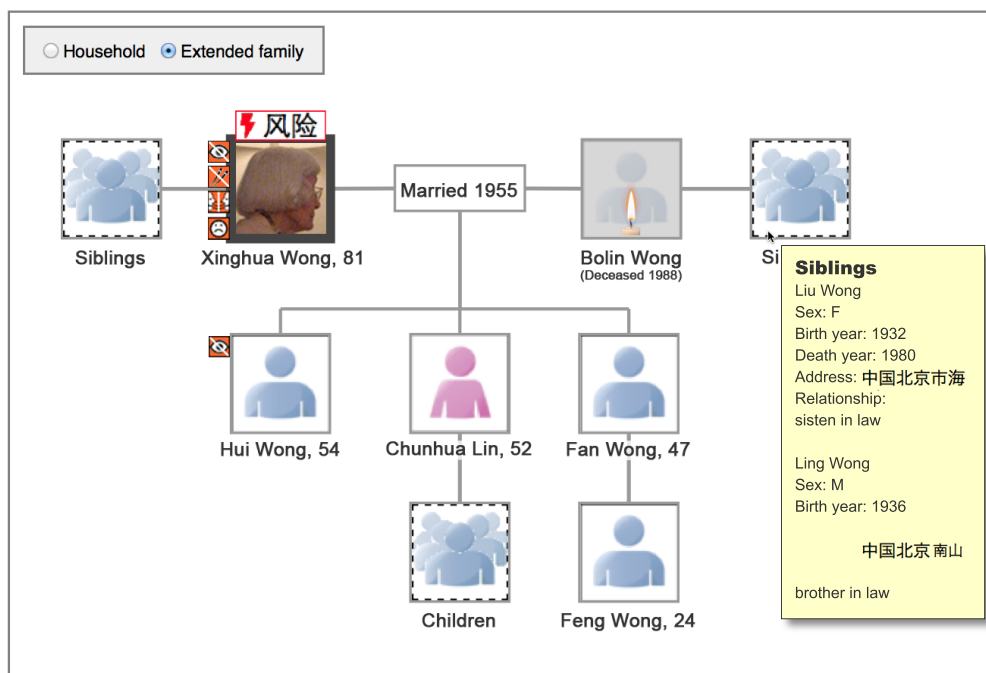 Household
Extended family
风险
Married 1955
Siblings
Xinghua Wong, 81
Bolin Wong
(Deceased 1988)
Si
Siblings
Liu Wong
Sex: F
Birth year: 1932
Death year: 1980
Address: 中国北京市海
Relationship:
sisten in law
Ling Wong
Sex: M
Birth year: 1936
中国北京南山
brother in law
Hui Wong, 54
Chunhua Lin, 52
Fan Wong, 47
Children
Feng Wong, 24